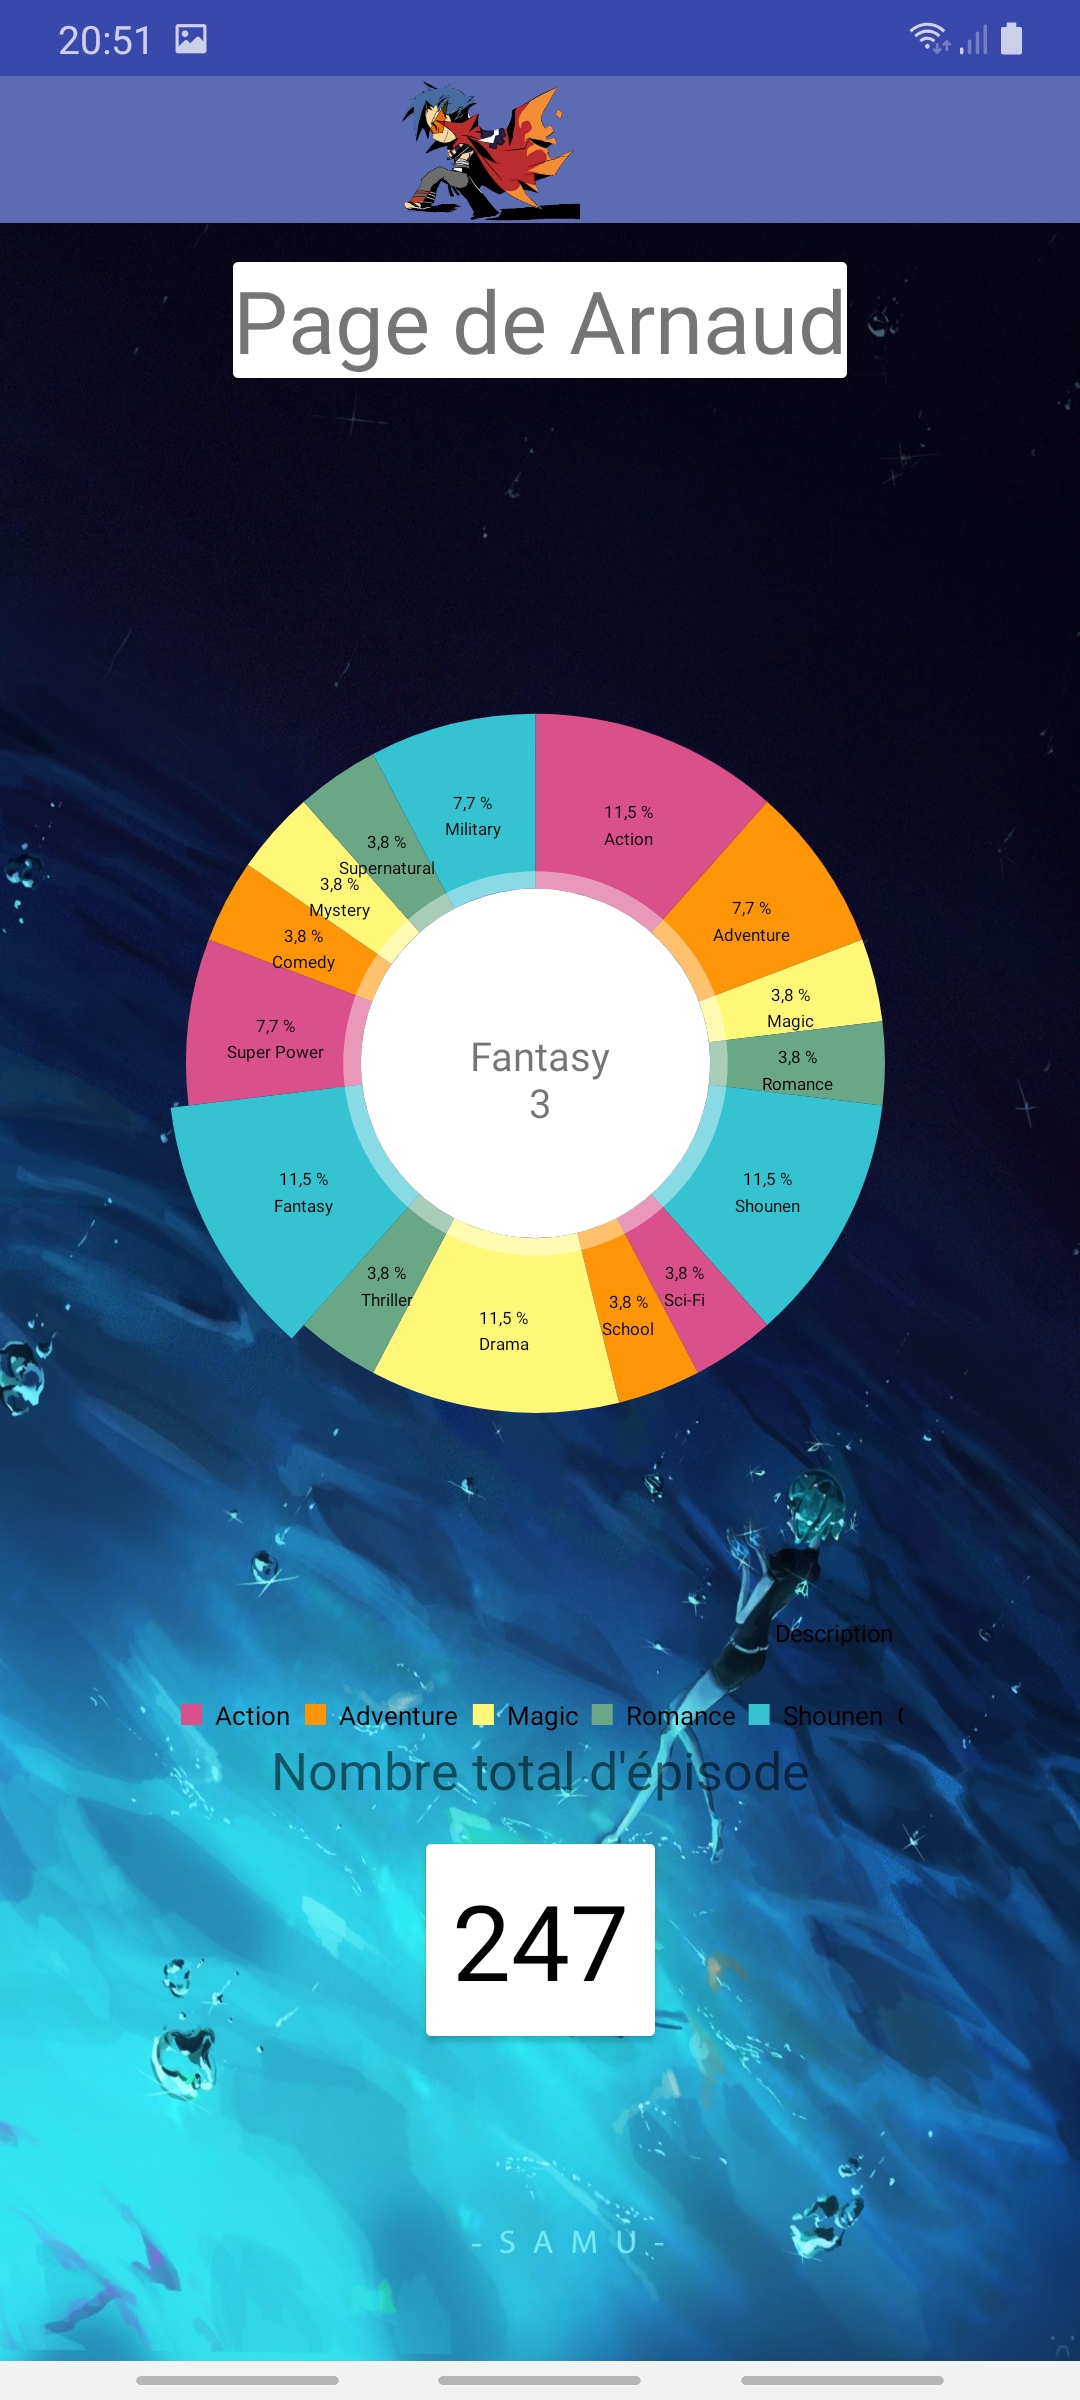 20:51
Page de Arnaud
7,7 %
Military
11,5 %
Action
3,8 %
Supernatural
7,7 %
Adventure
3,8 %
Mystery
3,8 %
Comedy
3,8 %
Magic
7,7 %
Super Power
3,8 %
Romance
Fantasy
3
11,5 %
Fantasy
11,5 %
Shounen
3,8 %
Thriller
3,8 %
Sci-Fi
3,8 %
School
11,5 %
Drama
Description
Action Adventure Magic Romance Shounen
Nombre total d'épisode
247
- S A M U -